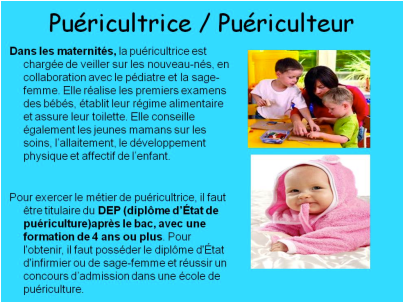 Puéricultrice / Puériculteur
Dans les maternités, la puéricultrice est
chargée de veiller sur les nouveau-nés, en
collaboration avec le pédiatre et la sage-
femme. Elle réalise les premiers examens
des bébés, établit leur régime alimentaire
et assure leur toilette. Elle conseille
également les jeunes mamans sur les
soins, l'allaitement, le développement
physique et affectif de l'enfant.
Pour exercer le métier de puéricultrice, il faut
être titulaire du DEP (diplôme d'État de
puériculture)après le bac, avec une
formation de 4 ans ou plus. Pour
l'obtenir, il faut posséder le diplôme d'État
d'infirmier ou de sage-femme et réussir un
concours d'admission dans une école de
puériculture.